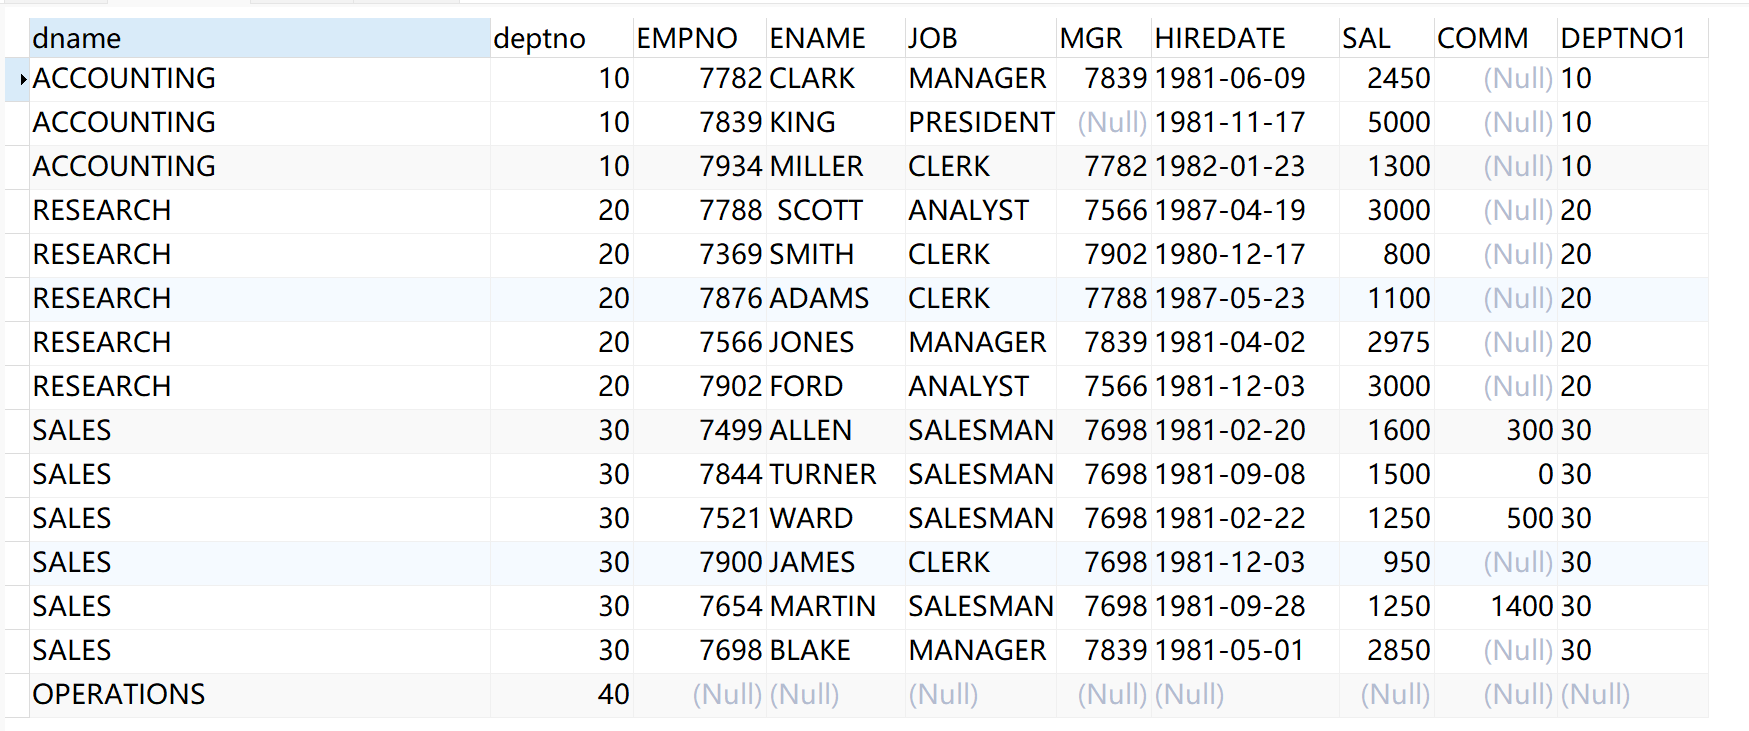 dname deptno EMPNO ENAME JOB MGR HIREDATE SAL COMM DEPTNO1
ACCOUNTING 10 7782 CLARK MANAGER 7839 1981-06-09 2450 (Null) 10
ACCOUNTING 10 7839 KING PRESIDENT (Null) 1981-11-17 5000 (Null) 10
ACCOUNTING 10 7934 MILLER CLERK 7782 1982-01-23 1300 (Null) 10
RESEARCH 20 7788 SCOTT ANALYST 7566 1987-04-19 3000 (Null) 20
RESEARCH 20 7369 SMITH CLERK 7902 1980-12-17 800 (Null) 20
RESEARCH 20 7876 ADAMS CLERK 7788 1987-05-23 1100 (Null) 20
RESEARCH 20 7566 JONES MANAGER 7839 1981-04-02 2975 (Null) 20
RESEARCH 20 7902 FORD ANALYST 7566 1981-12-03 3000 (Null) 20
SALES 30 7499 ALLEN SALESMAN 7698 1981-02-20 1600 300 30
SALES 30 7844 TURNER SALESMAN 7698 1981-09-08 1500 0 30
SALES 30 7521 WARD SALESMAN 7698 1981-02-22 1250 500 30
SALES 30 7900 JAMES CLERK 7698 1981-12-03 950 (Null) 30
SALES 30 7654 MARTIN SALESMAN 7698 1981-09-28 1250 1400 30
SALES 30 7698 BLAKE MANAGER 7839 1981-05-01 2850 (Null) 30
OPERATIONS 40 (Null) (Null) (Null) (Null) (Null) (Null) (Null) (Null)